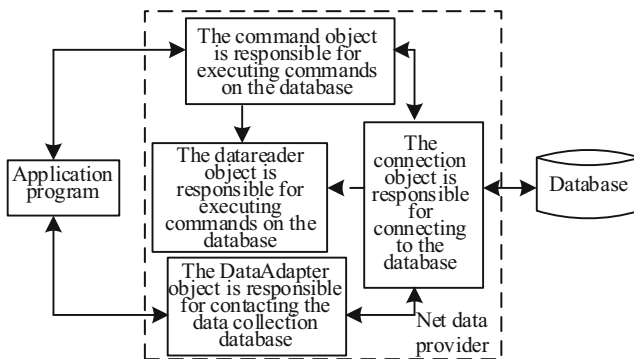 The command object
is responsible for
executing commands
on the database
Application
program
The datareader
object is
responsible for
executing
commands on the
database
The
connection
object is
responsible
for
connecting
to the
database
Database
The DataAdapter
object is responsible
for contacting the
data collection
database
Net data
provider